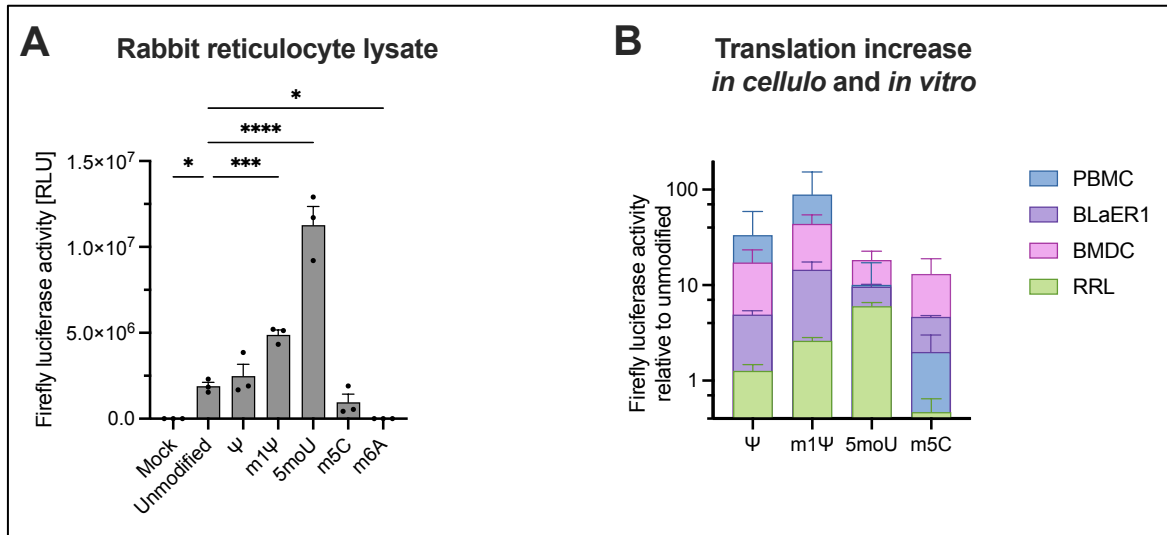 A
Rabbit reticulocyte lysate
*
****
* ***
Firefly luciferase activity [RLU]
1.5×10⁷
1.0×10⁷
5.0×10⁶
0.0
Mock
Unmodified
Ψ
m1Ψ
5moU
m5C
m6A
B
Translation increase
in cellulo and in vitro
Firefly luciferase activity
relative to unmodified
100
10
1
Ψ
m1Ψ
5moU
m5C
PBMC
BLaER1
BMDC
RRL